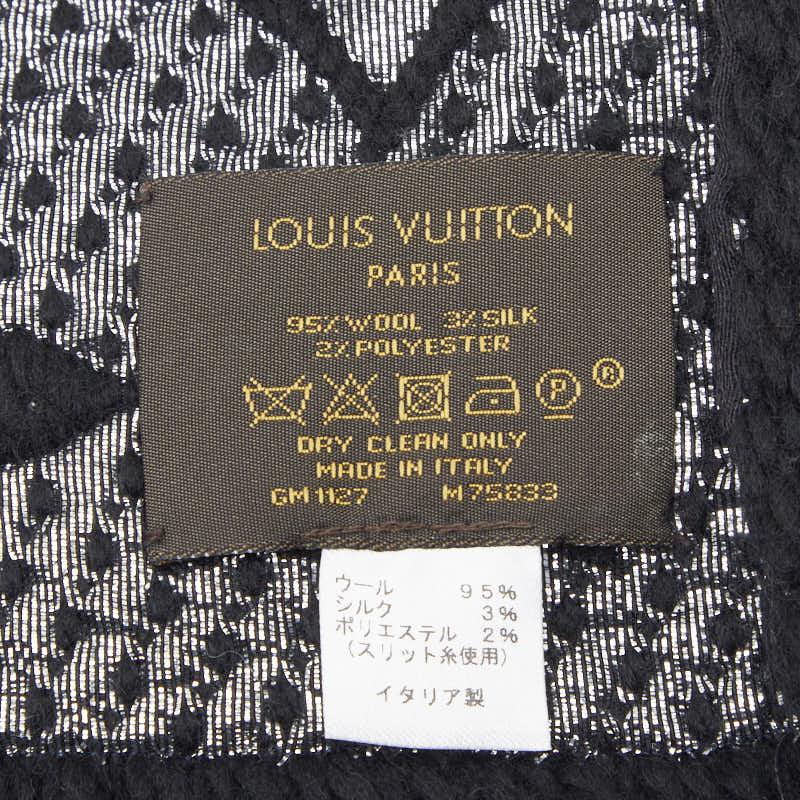 LOUIS VUITTON
PARIS
95% WOOL 3% SILK
2% POLYESTER
P ®
DRY CLEAN ONLY
MADE IN ITALY
GM1127 M75833
ウール 95%
シルク 3%
ポリエステル 2%
(スリット糸使用)
イタリア製